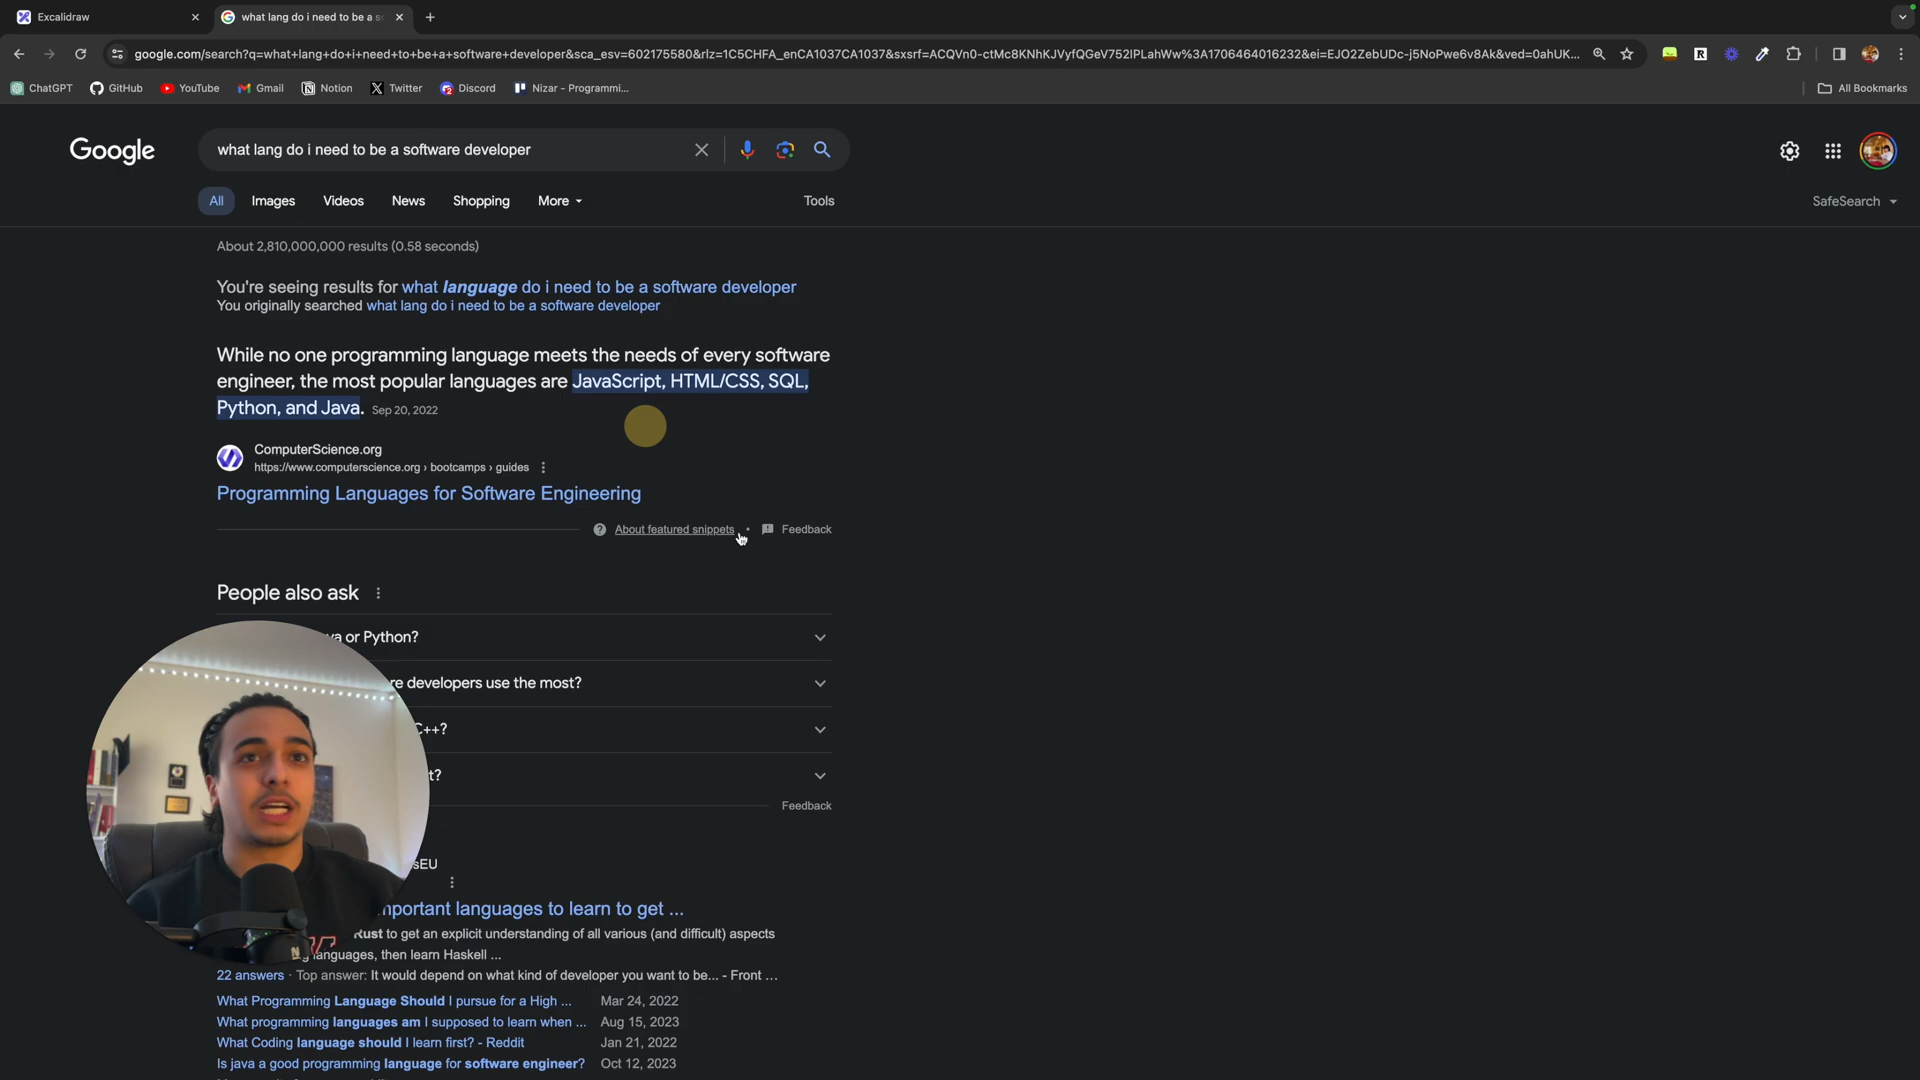 Excalidraw
what lang do i need to be a s
google.com/search?q=what+lang+do+i+need+to+be+a+software+developer&sca_esv=602175580&rlz=1C5CHFA_enCA1037CA1037&sxsrf=ACQVn0-ctMc8KNhKJVyfQGeV752IPLahWw%3A1706464016232&ei=EJO2ZebUDc-j5NoPwe6v8Ak&ved=0ahUK...
ChatGPT GitHub YouTube Gmail Notion Twitter Discord Nizar - Programmi...
All Bookmarks
Google
what lang do i need to be a software developer
All Images Videos News Shopping More Tools
SafeSearch
About 2,810,000,000 results (0.58 seconds)
You're seeing results for what language do i need to be a software developer
You originally searched what lang do i need to be a software developer
While no one programming language meets the needs of every software
engineer, the most popular languages are JavaScript, HTML/CSS, SQL,
Python, and Java. Sep 20, 2022
ComputerScience.org
https://www.computerscience.org › bootcamps › guides
Programming Languages for Software Engineering
About featured snippets • Feedback
People also ask
or Python?
developers use the most?
C++?
Feedback
languages to learn to get ...
to get an explicit understanding of all various (and difficult) aspects
languages, then learn Haskell ...
22 answers · Top answer: It would depend on what kind of developer you want to be... - Front ...
What Programming Language Should I pursue for a High ... Mar 24, 2022
What programming languages am I supposed to learn when ... Aug 15, 2023
What Coding language should I learn first? - Reddit Jan 21, 2022
Is java a good programming language for software engineer? Oct 12, 2023